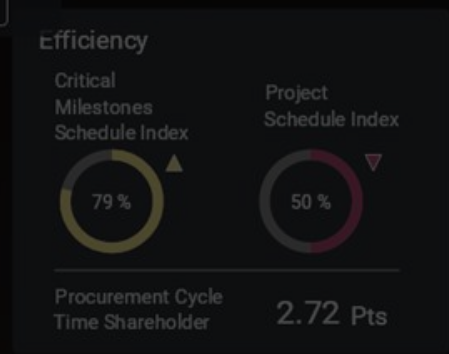 Efficiency
Critical
Milestones
Schedule Index
Project
Schedule Index
79 %
50 %
Procurement Cycle
Time Shareholder
2.72 Pts